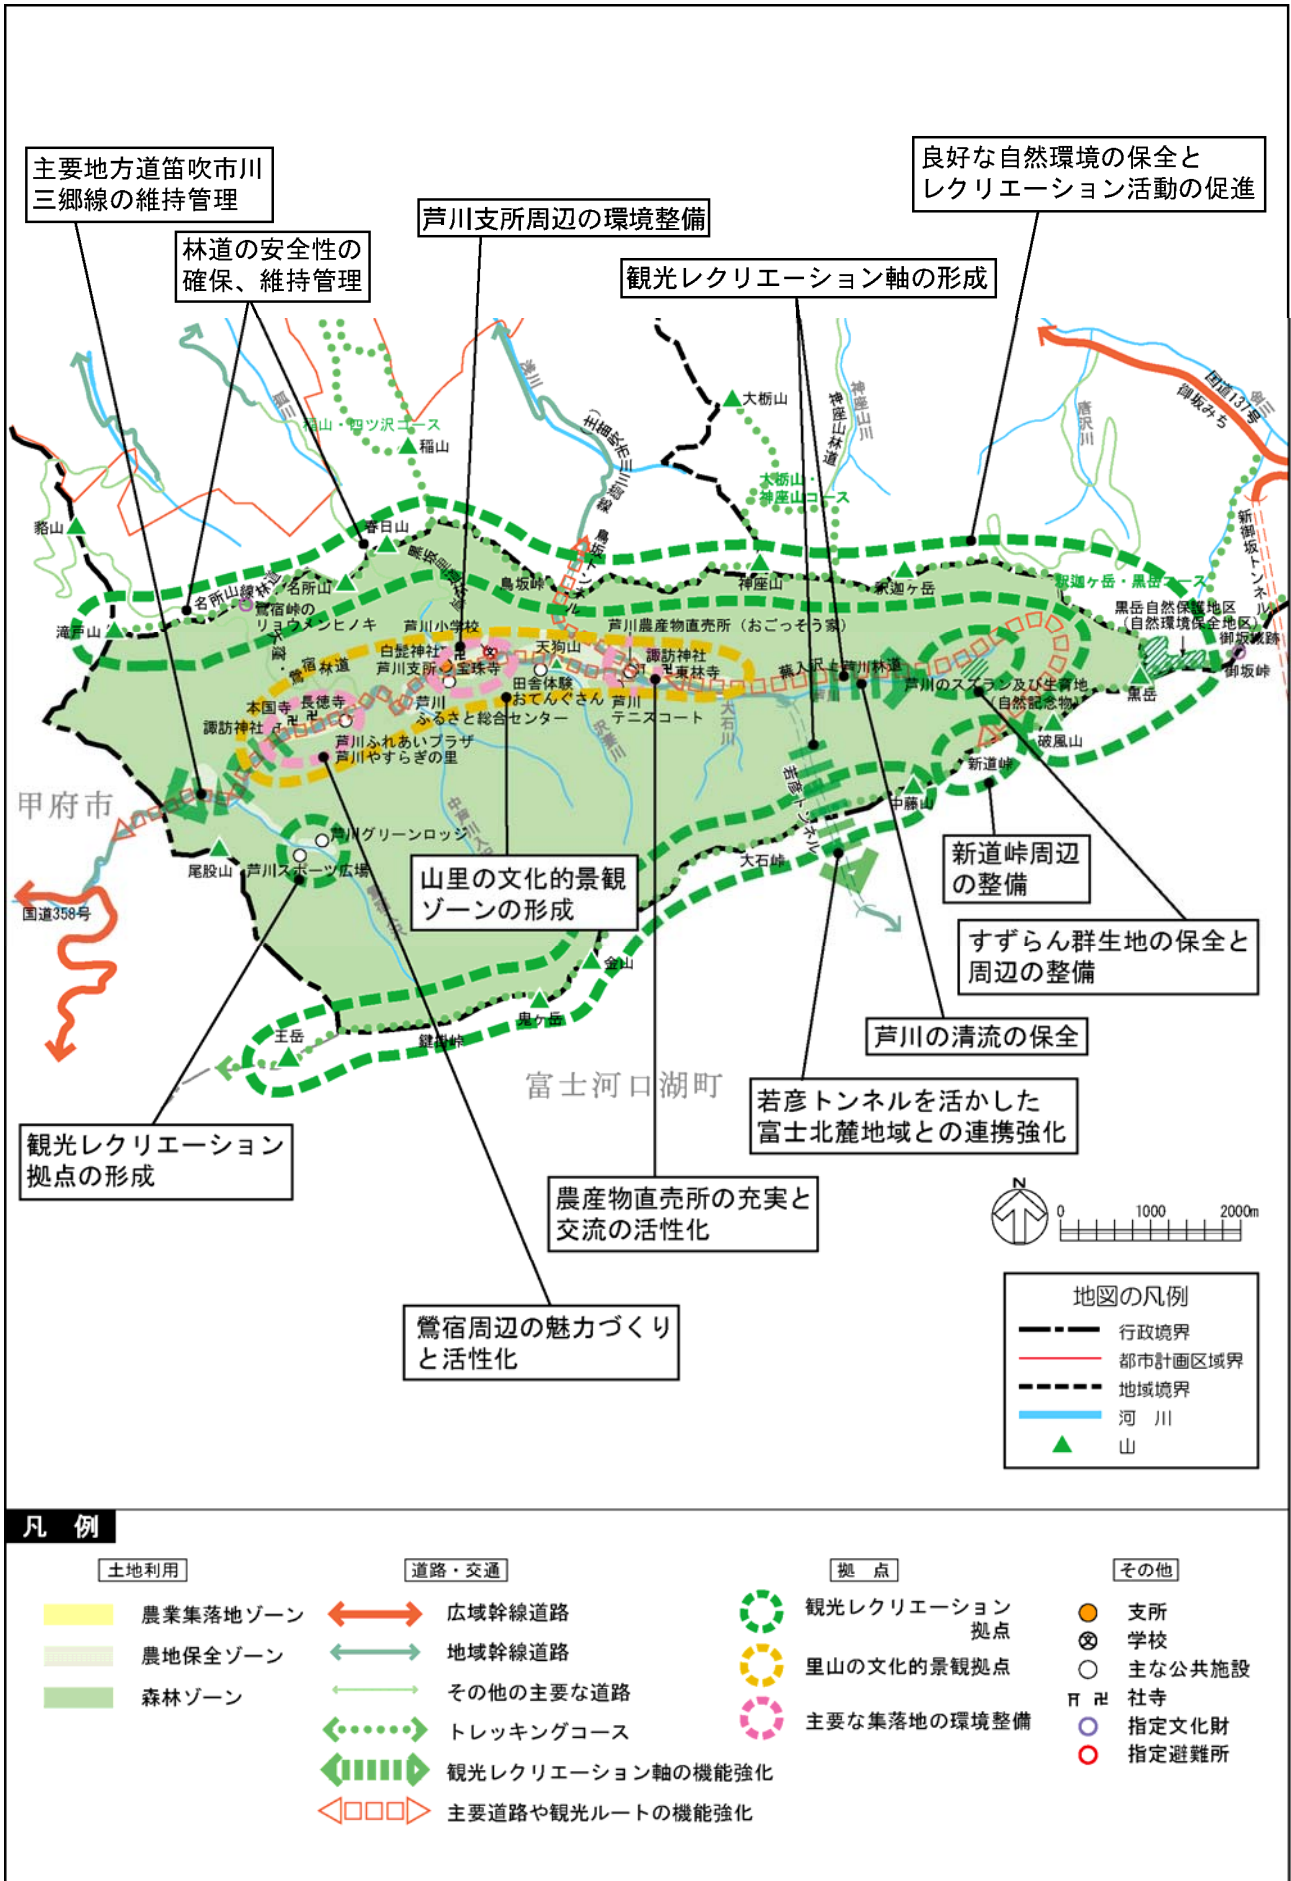 主要地方道笛吹市川
三郷線の維持管理
林道の安全性の
確保、維持管理
芦川支所周辺の環境整備
観光レクリエーション軸の形成
良好な自然環境の保全と
レクリエーション活動の促進
国道137号
御坂みち
金川
唐沢川
浅川
神座山林道
大栃山
大栃山・
神座山コース
稲山
春日山
名所山
滝戸山
鳥坂峠
鳥坂トンネル
神座山
釈迦ヶ岳
釈迦ヶ岳・黒岳コース
新御坂トンネル
黒岳自然保護地区
(自然環境保全地区)
御坂城跡
御坂峠
黒岳
名所山線林道
鶯宿峠の
リョウメンヒノキ
芦川小学校
白髭神社
芦川支所
宝珠寺
天狗山
芦川農産物直売所(おごっそう家)
諏訪神社
東林寺
田舎体験
おてんぐさん
芦川
テニスコート
芦川
ふるさと総合センター
鶯宿林道
本国寺
長徳寺
諏訪神社
芦川ふれあいプラザ
芦川やすらぎの里
蕪入沢上芦川林道
芦川
大石川
芦川のスズラン及び生育地
(自然記念物)
破風山
新道峠
中藤山
若彦トンネル
大石峠
甲府市
尾股山
芦川グリーンロッジ
芦川スポーツ広場
国道358号
金山
鬼ヶ岳
鍵掛峠
王岳
富士河口湖町
山里の文化的景観
ゾーンの形成
新道峠周辺
の整備
すずらん群生地の保全と
周辺の整備
芦川の清流の保全
若彦トンネルを活かした
富士北麓地域との連携強化
観光レクリエーション
拠点の形成
農産物直売所の充実と
交流の活性化
鶯宿周辺の魅力づくり
と活性化
N
0 1000 2000m
地図の凡例
行政境界
都市計画区域界
地域境界
河 川
山
凡 例
土地利用
農業集落地ゾーン
農地保全ゾーン
森林ゾーン
道路・交通
広域幹線道路
地域幹線道路
その他の主要な道路
トレッキングコース
観光レクリエーション軸の機能強化
主要道路や観光ルートの機能強化
拠 点
観光レクリエーション
拠点
里山の文化的景観拠点
主要な集落地の環境整備
その他
支所
学校
主な公共施設
社寺
指定文化財
指定避難所